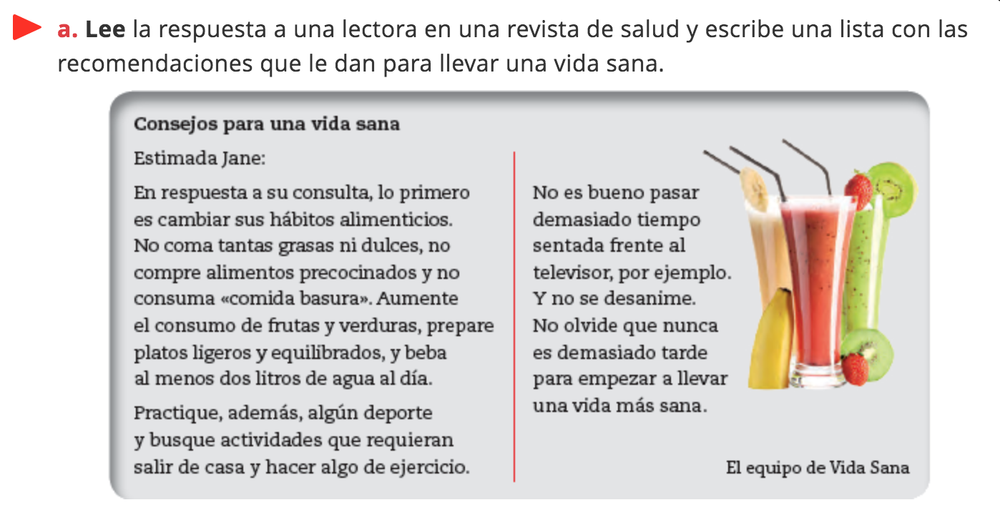 a. Lee la respuesta a una lectora en una revista de salud y escribe una lista con las
recomendaciones que le dan para llevar una vida sana.
Consejos para una vida sana
Estimada Jane:
En respuesta a su consulta, lo primero
es cambiar sus hábitos alimenticios.
No coma tantas grasas ni dulces, no
compre alimentos precocinados y no
consuma «comida basura». Aumente
el consumo de frutas y verduras, prepare
platos ligeros y equilibrados, y beba
al menos dos litros de agua al día.
Practique, además, algún deporte
y busque actividades que requieran
salir de casa y hacer algo de ejercicio.
No es bueno pasar
demasiado tiempo
sentada frente al
televisor, por ejemplo.
Y no se desanime.
No olvide que nunca
es demasiado tarde
para empezar a llevar
una vida más sana.
El equipo de Vida Sana